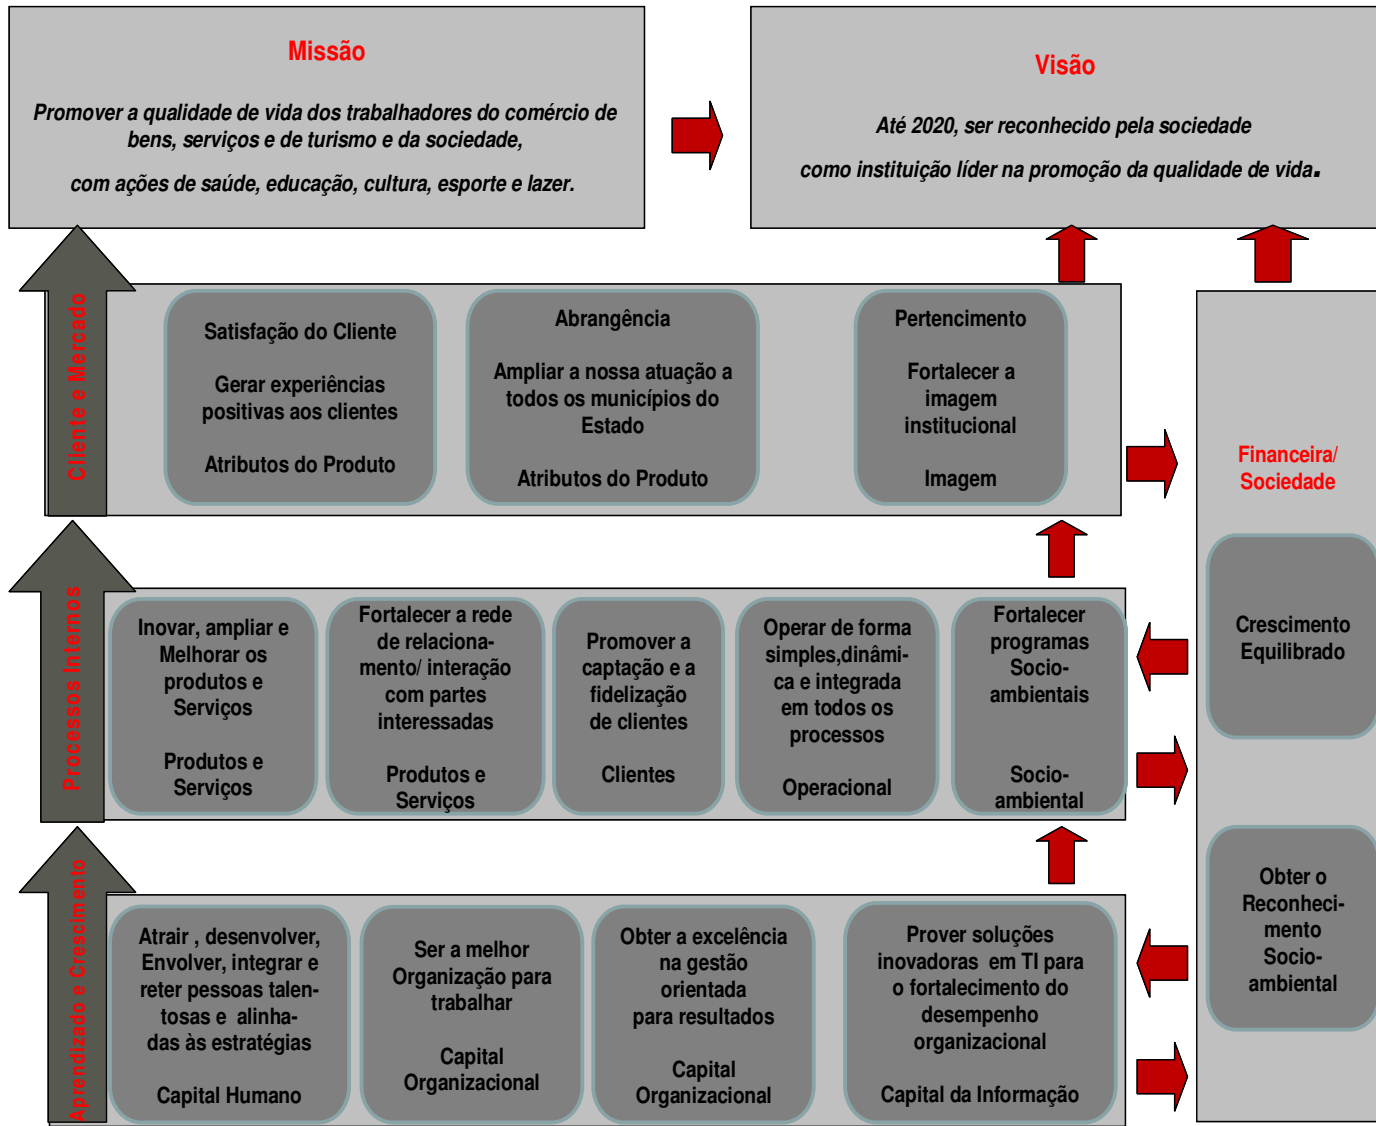 Missão
Promover a qualidade de vida dos trabalhadores do comércio de
bens, serviços e de turismo e da sociedade,
com ações de saúde, educação, cultura, esporte e lazer.
Visão
Até 2020, ser reconhecido pela sociedade
como instituição líder na promoção da qualidade de vida.
Cliente e Mercado
Satisfação do Cliente
Gerar experiências
positivas aos clientes
Atributos do Produto
Abrangência
Ampliar a nossa atuação a
todos os municípios do
Estado
Atributos do Produto
Pertencimento
Fortalecer a
imagem
institucional
Imagem
Processos Internos
Inovar, ampliar e
Melhorar os
produtos e
Serviços
Produtos e
Serviços
Fortalecer a rede
de relaciona-
mento/ interação
com partes
interessadas
Produtos e
Serviços
Promover a
captação e a
fidelização
de clientes
Clientes
Operar de forma
simples,dinâmi-
ca e integrada
em todos os
processos
Operacional
Fortalecer
programas
Socio-
ambientais
Socio-
ambiental
Aprendizado e Crescimento
Atrair , desenvolver,
Envolver, integrar e
reter pessoas talen-
tosas e alinha-
das às estratégias
Capital Humano
Ser a melhor
Organização para
trabalhar
Capital
Organizacional
Obter a excelência
na gestão
orientada
para resultados
Capital
Organizacional
Prover soluções
inovadoras em TI para
o fortalecimento do
desempenho
organizacional
Capital da Informação
Financeira/
Sociedade
Crescimento
Equilibrado
Obter o
Reconheci-
mento
Socio-
ambiental